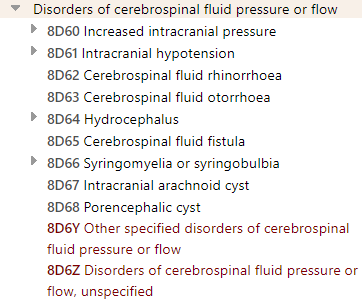 Disorders of cerebrospinal fluid pressure or flow
8D60 Increased intracranial pressure
8D61 Intracranial hypotension
8D62 Cerebrospinal fluid rhinorrhoea
8D63 Cerebrospinal fluid otorrhoea
8D64 Hydrocephalus
8D65 Cerebrospinal fluid fistula
8D66 Syringomyelia or syringobulbia
8D67 Intracranial arachnoid cyst
8D68 Porencephalic cyst
8D6Y Other specified disorders of cerebrospinal
fluid pressure or flow
8D6Z Disorders of cerebrospinal fluid pressure or
flow, unspecified